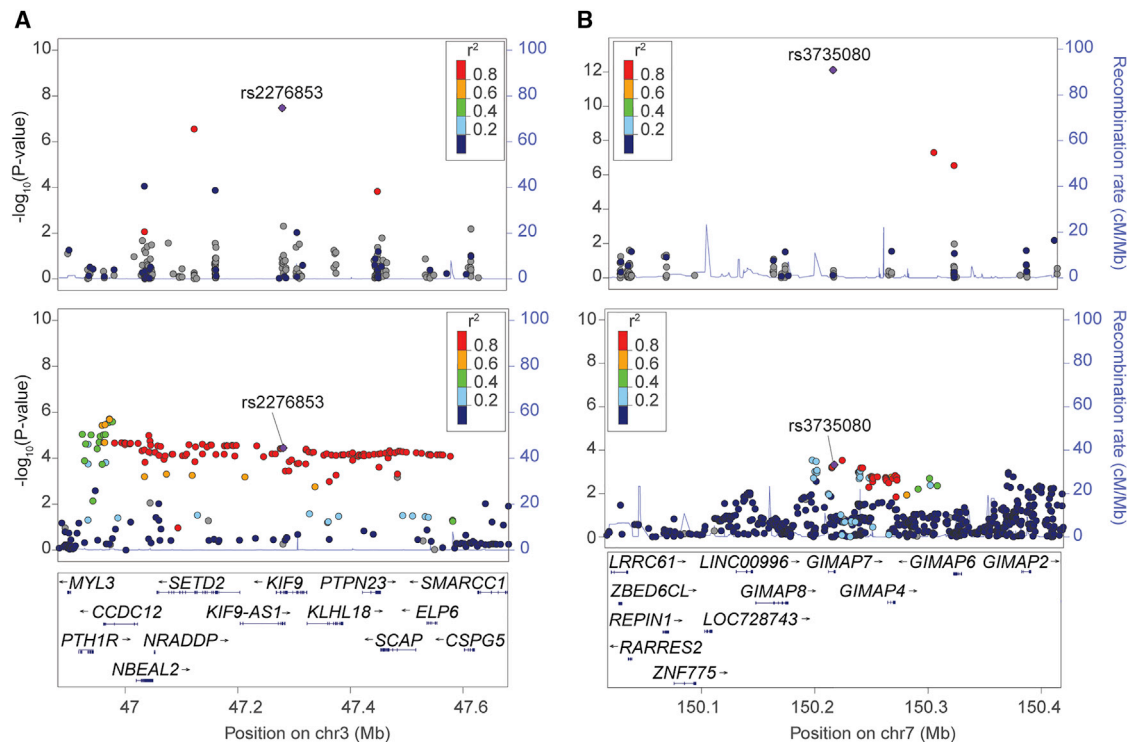 A
B
10
8
6
4
2
0
-log10(P-value)
100
80
60
40
20
0
r2
0.8
0.6
0.4
0.2
rs2276853
12
10
8
6
4
2
0
r2
0.8
0.6
0.4
0.2
rs3735080
100
80
60
40
20
0
Recombination rate (cM/Mb)
10
8
6
4
2
0
-log10(P-value)
100
80
60
40
20
0
r2
0.8
0.6
0.4
0.2
rs2276853
10
8
6
4
2
0
r2
0.8
0.6
0.4
0.2
rs3735080
100
80
60
40
20
0
Recombination rate (cM/Mb)
←MYL3 SETD2→ ←KIF9 PTPN23→ ←SMARCC1
←CCDC12 KIF9-AS1→ KLHL18→ ←ELP6
PTH1R→ NRADDP→ ←SCAP ←CSPG5
NBEAL2→
47 47.2 47.4 47.6
Position on chr3 (Mb)
LRRC61→ LINC00996→ GIMAP7→ ←GIMAP6 GIMAP2→
ZBED6CL→ GIMAP8→ GIMAP4→
REPIN1→ LOC728743→
←RARRES2
ZNF775→
150.1 150.2 150.3 150.4
Position on chr7 (Mb)